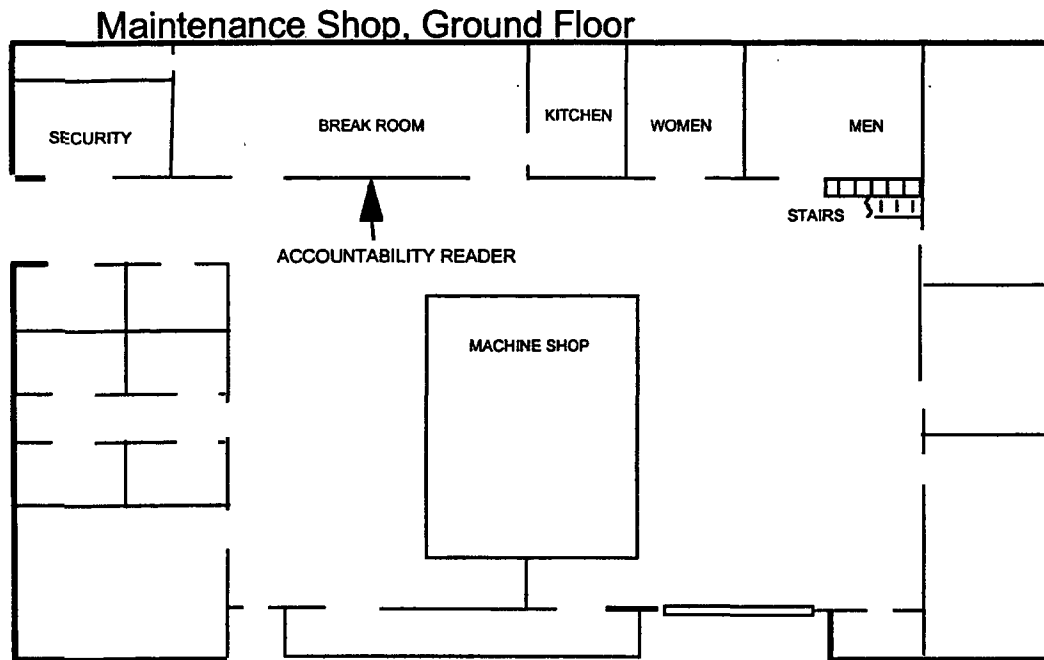 Maintenance Shop, Ground Floor
SECURITY
BREAK ROOM
KITCHEN
WOMEN
MEN
STAIRS
ACCOUNTABILITY READER
MACHINE SHOP